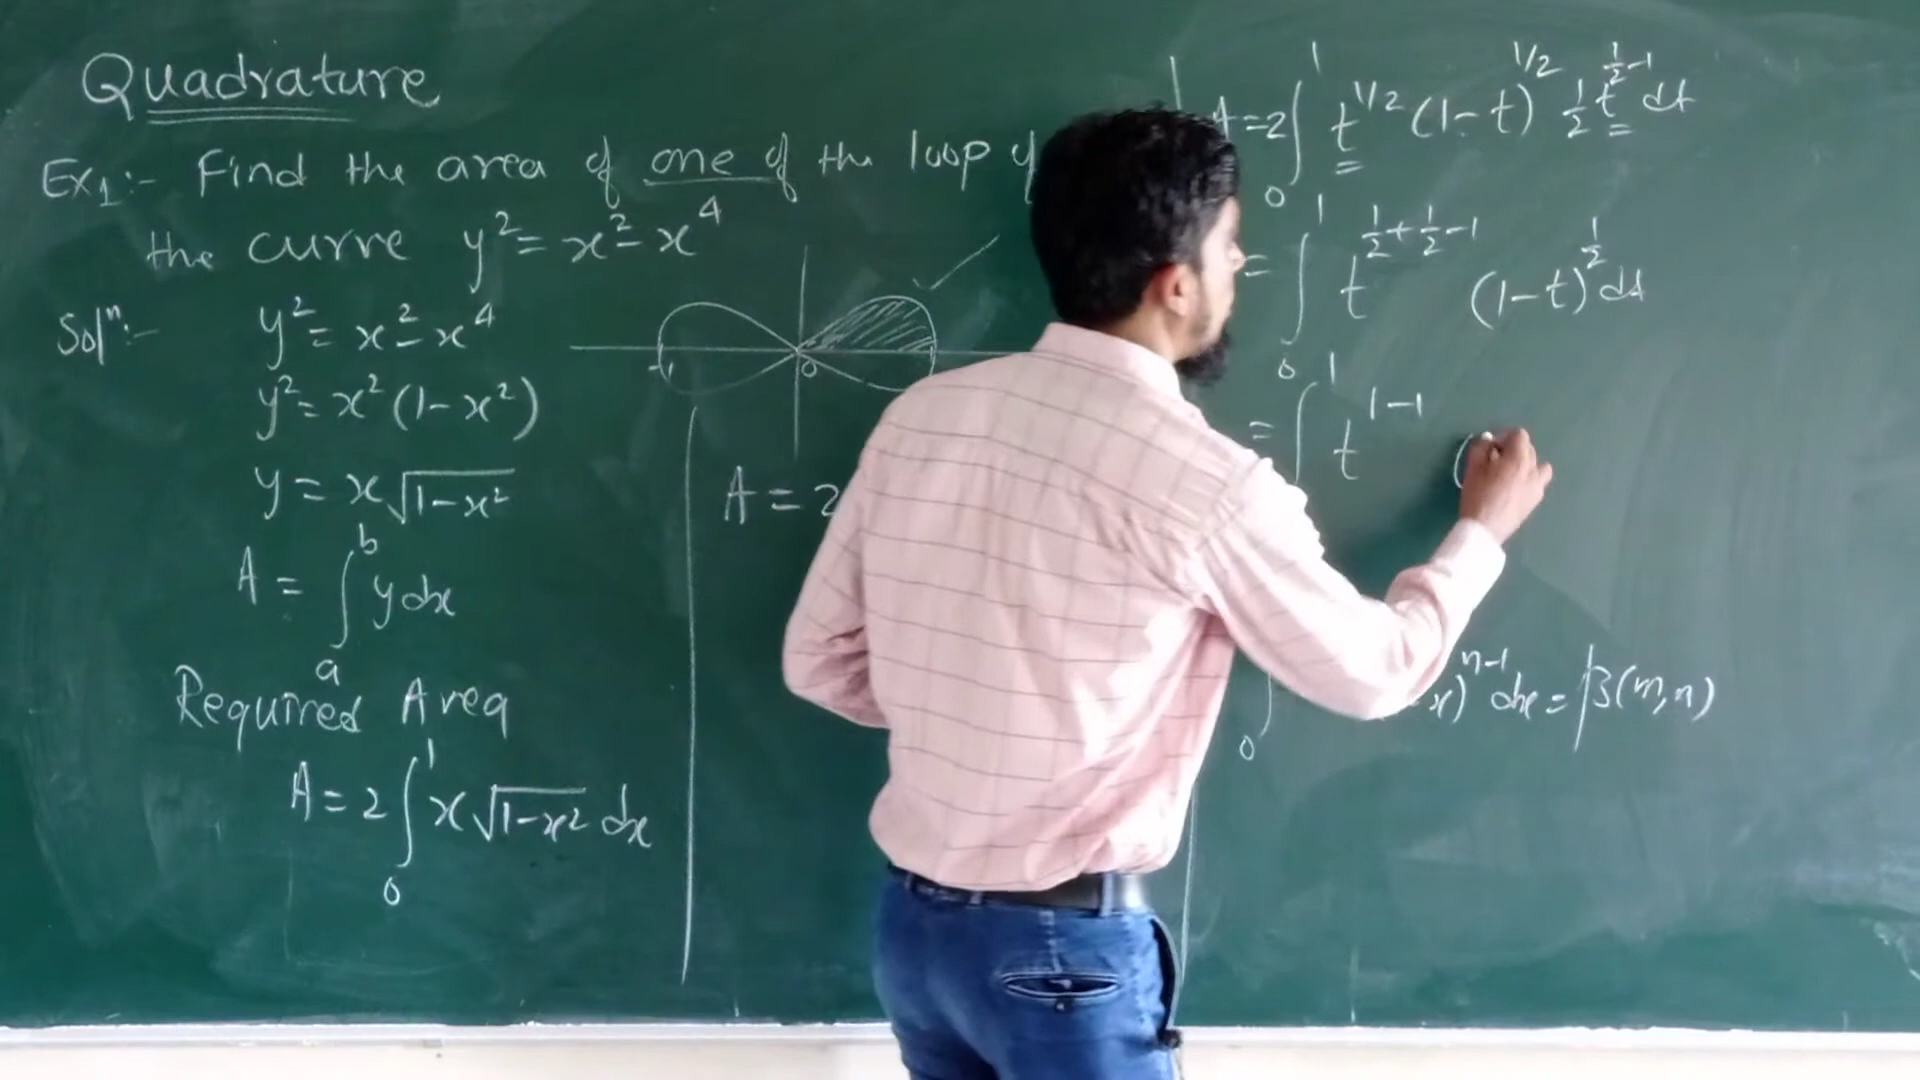 Quadrature
Ex1:- Find the area of one of the loop of
the curve y² = x² - x⁴
Solⁿ:- y² = x² - x⁴
y² = x² (1 - x²)
y = x √(1-x²)
A = ∫ₐᵇ y dx
Required Area
A = 2 ∫₀¹ x √(1-x²) dx
-1 0
A = 2
A = 2 ∫₀¹ t^(1/2) (1-t)^(1/2) 1/2 t^(1/2-1) dt
= ∫₀¹ t^(1/2+1/2-1) (1-t)^(1/2) dt
= ∫¹ t^(1-1) (
∫₀ x)^(n-1) dx = β(m,n)